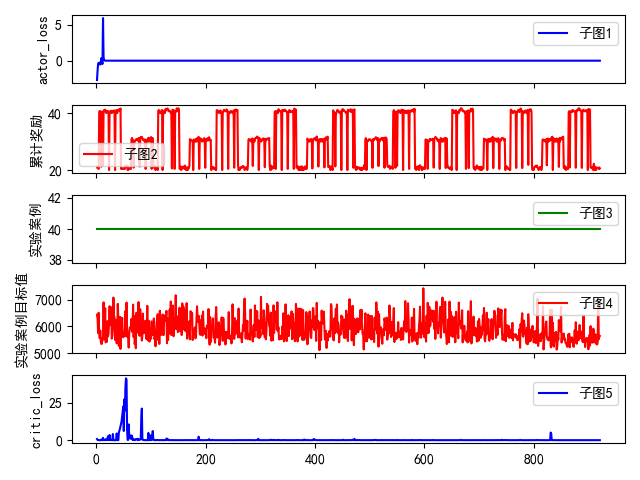 子图1
5
0
actor_loss
子图2
40
20
累计奖励
子图3
42
40
38
实验案例
子图4
7000
6000
5000
实验案例目标值
子图5
25
0
critic_loss
0 200 400 600 800